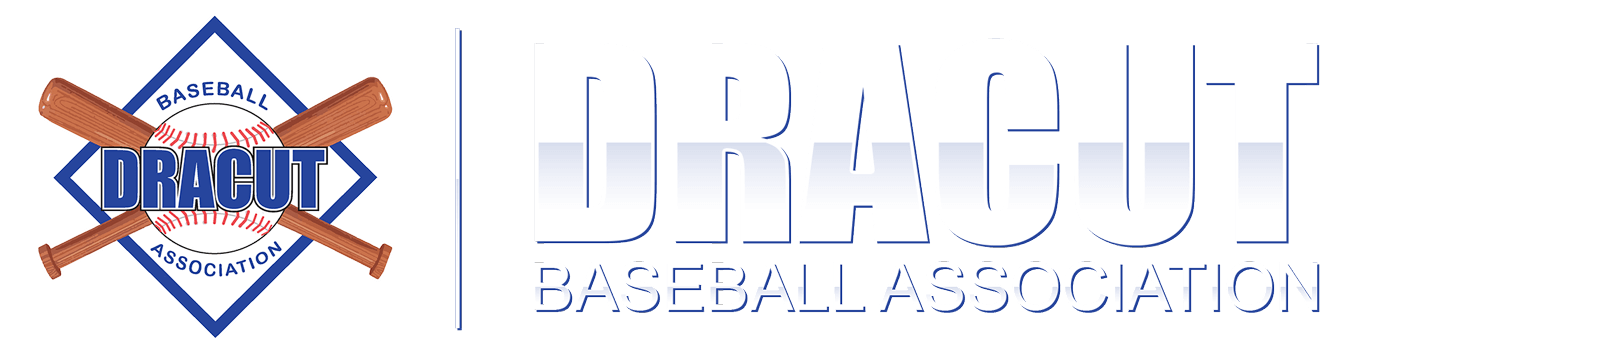 BASEBALL
DRACUT
ASSOCIATION
DRACUT
BASEBALL ASSOCIATION